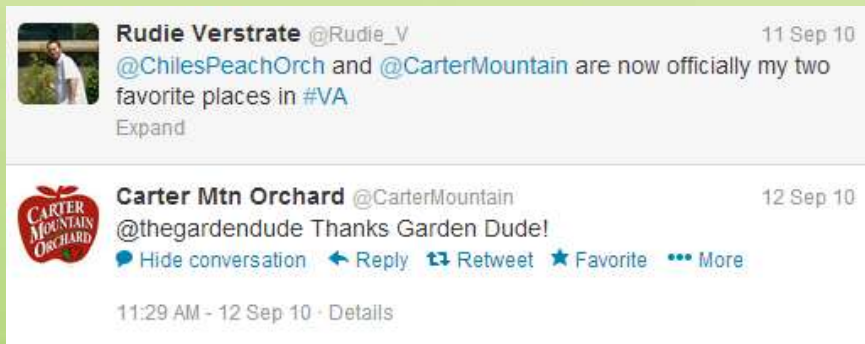 Rudie Verstrate @Rudie_V 11 Sep 10
@ChilesPeachOrch and @CarterMountain are now officially my two
favorite places in #VA
Expand
CARTER
MOUNTAIN
ORCHARD
Carter Mtn Orchard @CarterMountain 12 Sep 10
@thegardendude Thanks Garden Dude!
Hide conversation Reply Retweet Favorite More
11:29 AM - 12 Sep 10 · Details